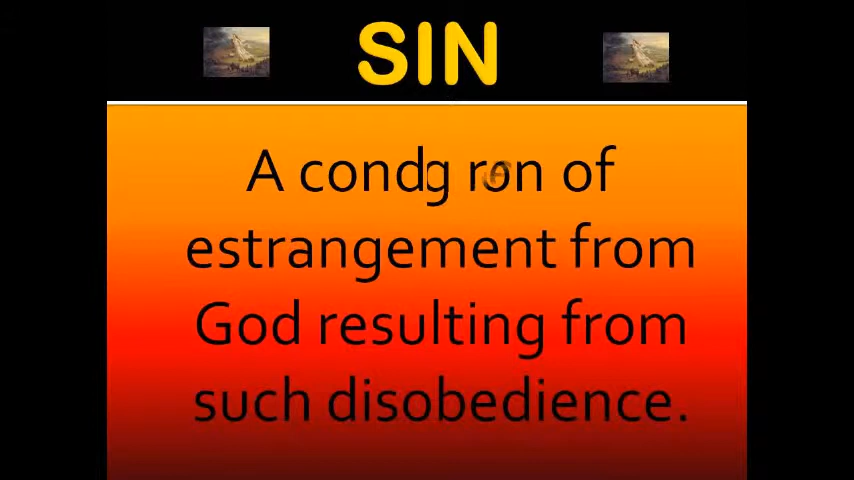 SIN
A of
estrangement from
God resulting from
such disobedience.